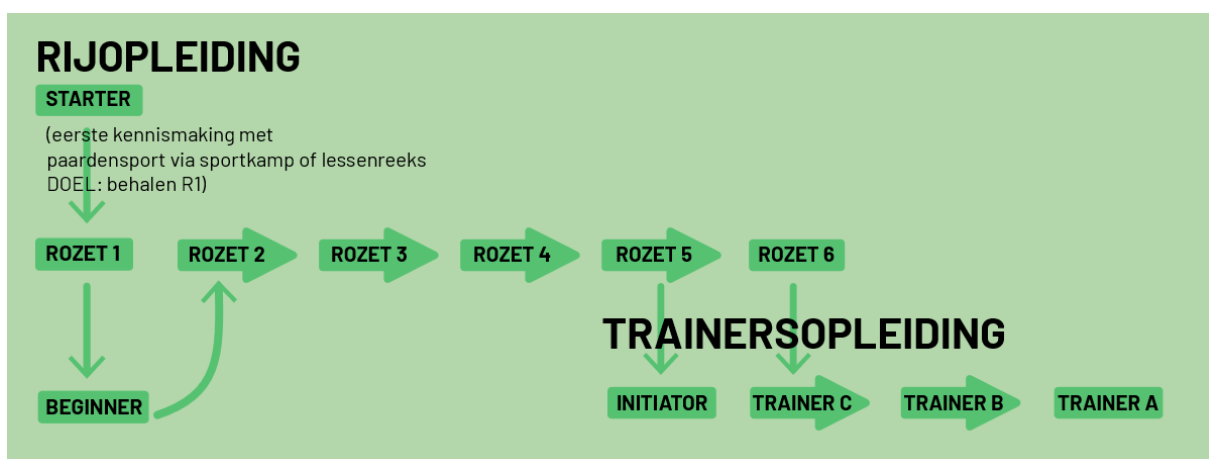 RIJOPLEIDING
STARTER
(eerste kennismaking met
paardensport via sportkamp of lessenreeks
DOEL: behalen R1)
ROZET 1
ROZET 2
ROZET 3
ROZET 4
ROZET 5
ROZET 6
TRAINERSOPLEIDING
BEGINNER
INITIATOR
TRAINER C
TRAINER B
TRAINER A